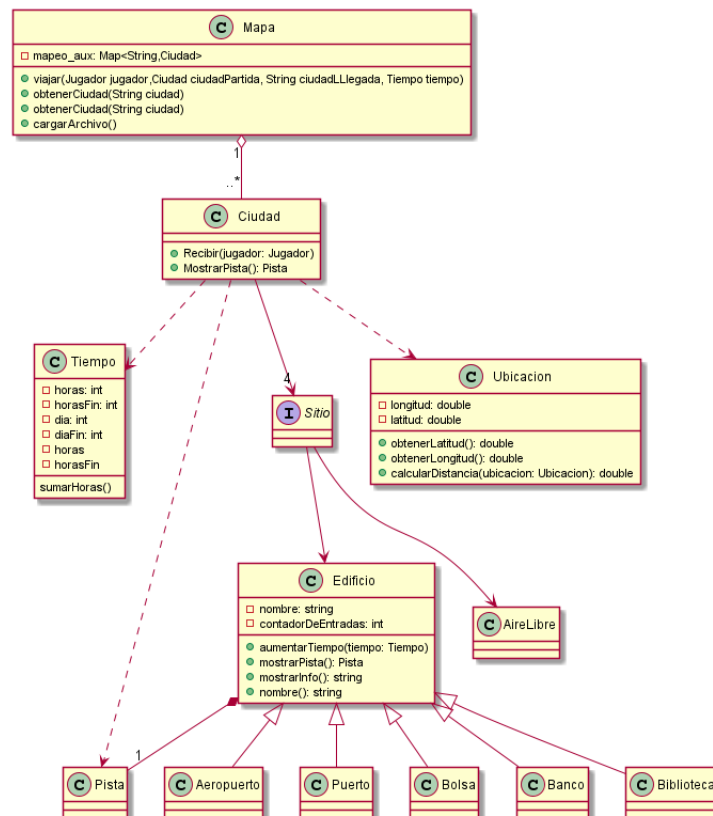 C Mapa
mapeo_aux: Map<String,Ciudad>
viajar(Jugador jugador,Ciudad ciudadPartida, String ciudadLLlegada, Tiempo tiempo)
obtenerCiudad(String ciudad)
obtenerCiudad(String ciudad)
cargarArchivo()
1
..*
C Ciudad
Recibir(jugador: Jugador)
MostrarPista(): Pista
C Tiempo
horas: int
horasFin: int
dia: int
diaFin: int
horas
horasFin
sumarHoras()
4
I Sitio
C Ubicacion
longitud: double
latitud: double
obtenerLatitud(): double
obtenerLongitud(): double
calcularDistancia(ubicacion: Ubicacion): double
C Edificio
nombre: string
contadorDeEntradas: int
aumentarTiempo(tiempo: Tiempo)
mostrarPista(): Pista
mostrarInfo(): string
nombre(): string
C AireLibre
1
C Pista
C Aeropuerto
C Puerto
C Bolsa
C Banco
C Biblioteca